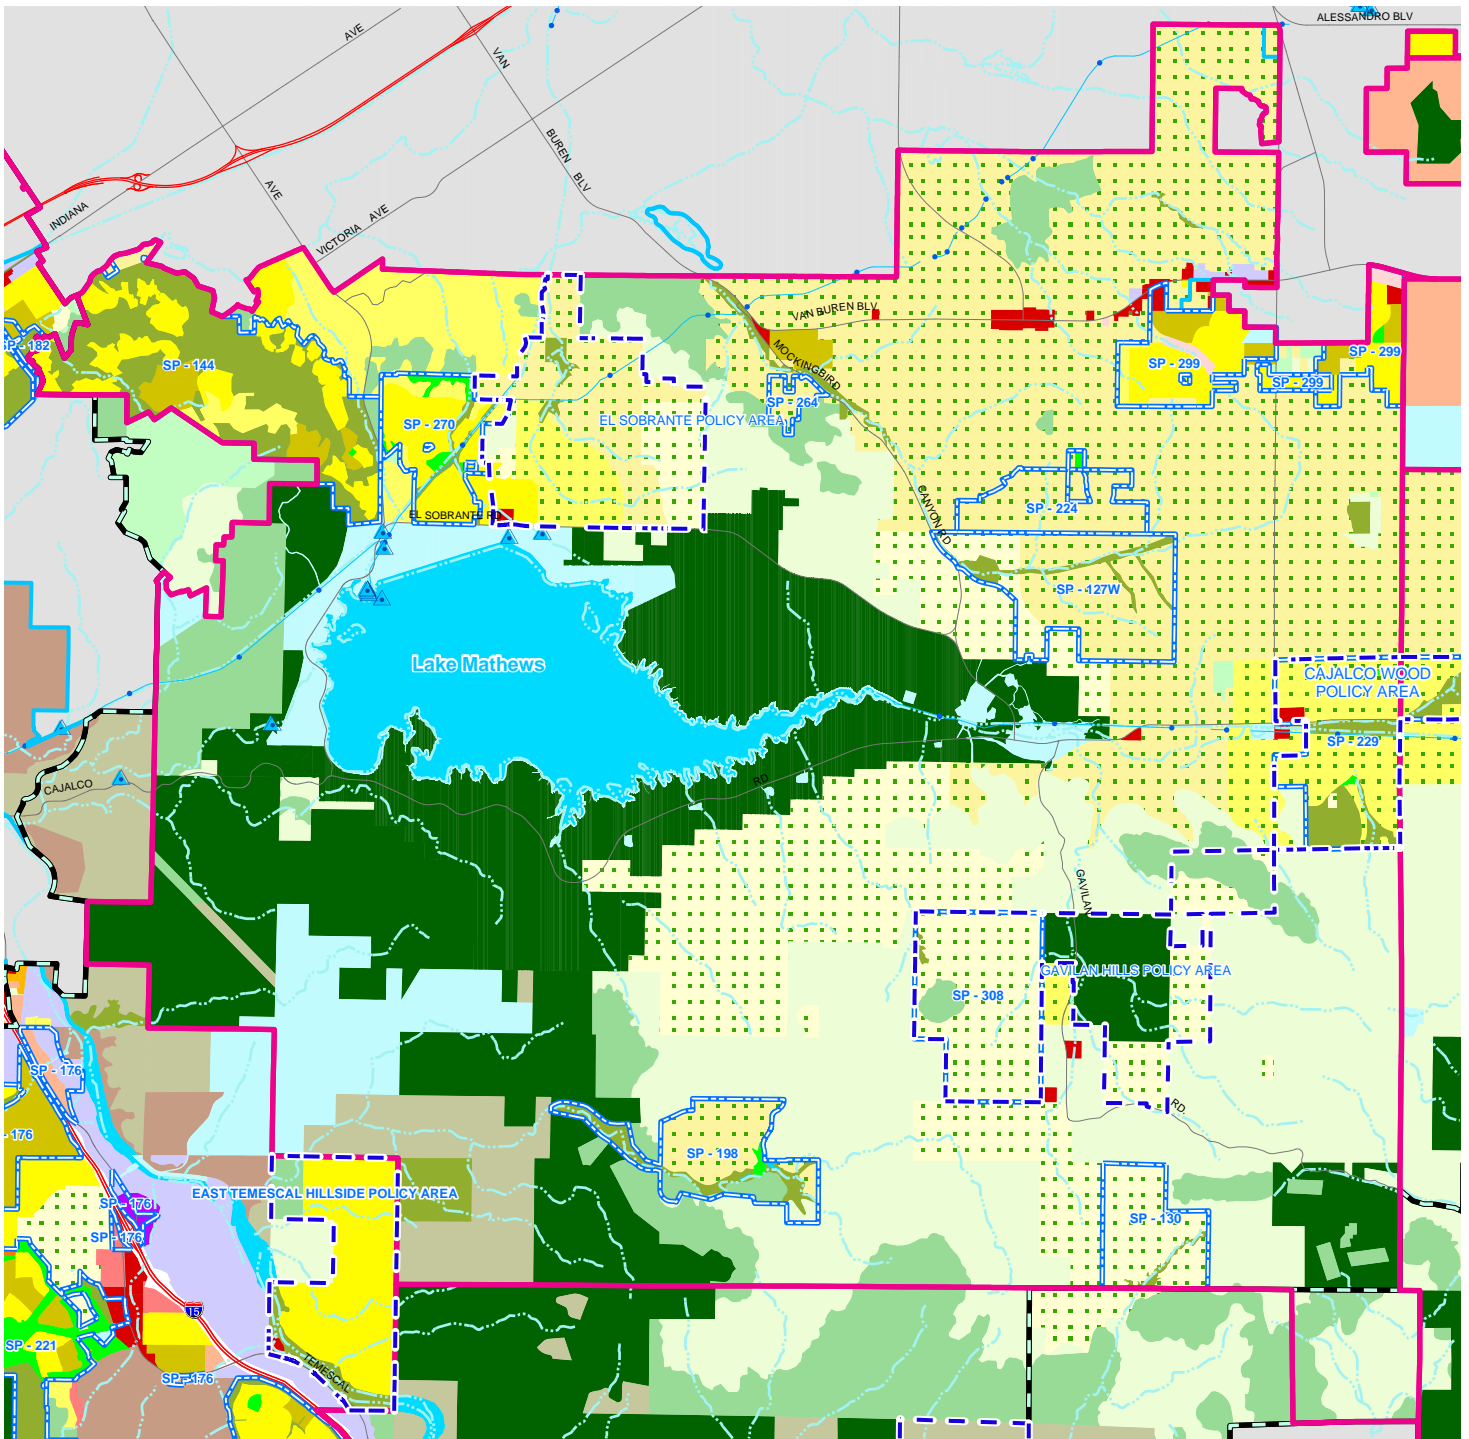 ALESSANDRO BLV
AVE
VAN
BUREN
BLV
AVE
INDIANA
VICTORIA AVE
VAN BUREN BLV
MOCKINGBIRD
CANYON RD
SP - 182
SP - 144
SP - 299
SP - 299
SP - 299
SP - 264
SP - 270
EL SOBRANTE POLICY AREA
EL SOBRANTE RD
SP - 224
SP - 127W
Lake Mathews
CAJALCO WOOD
POLICY AREA
SP - 229
CAJALCO
RD
GAVILAN
GAVILAN HILLS POLICY AREA
SP - 308
SP - 176
RD.
- 176
SP - 198
EAST TEMESCAL HILLSIDE POLICY AREA
SP - 176
SP - 130
SP - 176
15
SP - 221
TEMESCAL
SP - 176